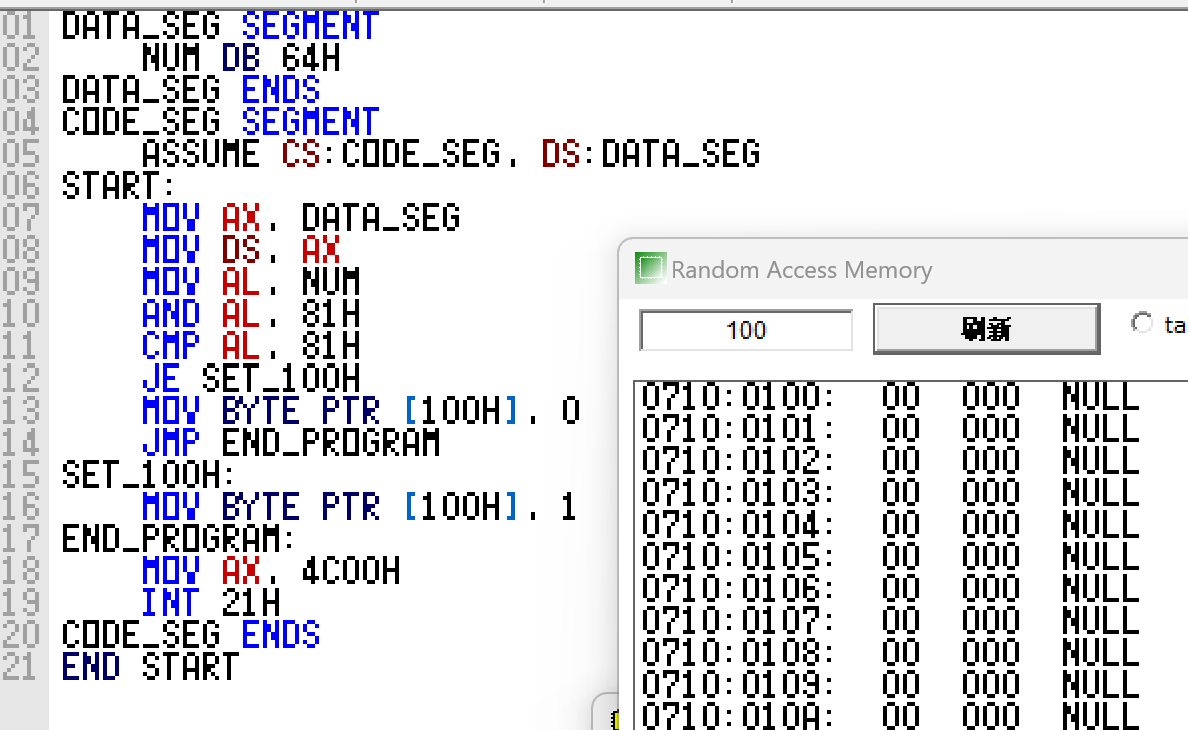 01 DATA_SEG SEGMENT
02 NUM DB 64H
03 DATA_SEG ENDS
04 CODE_SEG SEGMENT
05 ASSUME CS:CODE_SEG, DS:DATA_SEG
06 START:
07 MOV AX, DATA_SEG
08 MOV DS, AX
09 MOV AL, NUM
10 AND AL, 81H
11 CMP AL, 81H
12 JE SET_100H
13 MOV BYTE PTR [100H], 0
14 JMP END_PROGRAM
15 SET_100H:
16 MOV BYTE PTR [100H], 1
17 END_PROGRAM:
18 MOV AX, 4C00H
19 INT 21H
20 CODE_SEG ENDS
21 END START
Random Access Memory
100 刷新 ta
0710:0100: 00 000 NULL
0710:0101: 00 000 NULL
0710:0102: 00 000 NULL
0710:0103: 00 000 NULL
0710:0104: 00 000 NULL
0710:0105: 00 000 NULL
0710:0106: 00 000 NULL
0710:0107: 00 000 NULL
0710:0108: 00 000 NULL
0710:0109: 00 000 NULL
0710:010A: 00 000 NULL